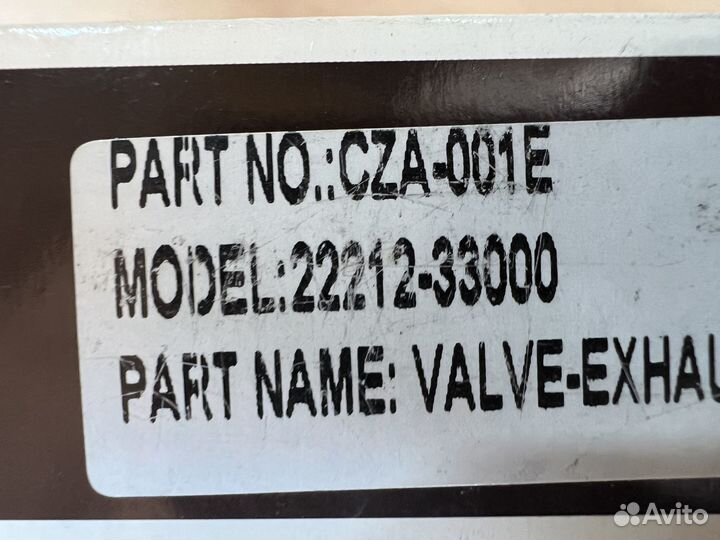 PART NO.:CZA-001E
MODEL:22212-33000
PART NAME: VALVE-EXHAU
Avito